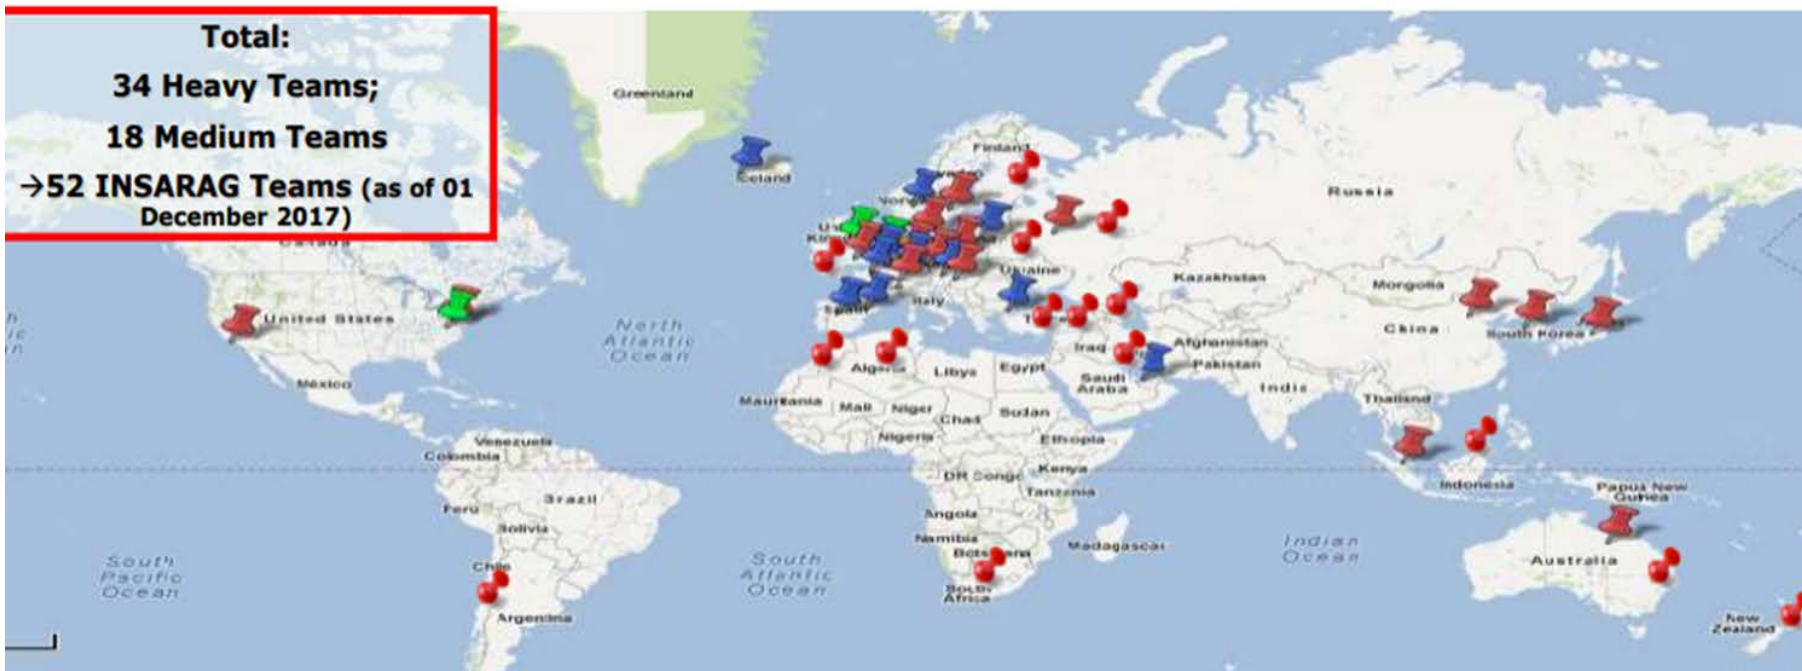 Total:
34 Heavy Teams;
18 Medium Teams
→52 INSARAG Teams (as of 01
December 2017)
Greenland
Finland
Iceland
Russia
Canada
Ukraine
Kazakhstan
Mongolia
Italy
United States
North
Atlantic
Ocean
Spain
China
South Korea
Iraq
Afghanistan
Pakistan
Algeria
Libya
Egypt
Saudi
Araba
India
México
Mauritania
Mali
Niger
Chad
Sudan
Thailand
Nigeria
Ethiopia
Venezuela
Colombia
DR Congo
Kenya
Tanzania
Indonesia
Papua New
Guinea
Brazil
Peru
Bolivia
Angola
Namibia
Botswana
Madagascar
Indian
Ocean
Australia
South
Pacific
Ocean
South
Atlantic
Ocean
Chile
South
Africa
Argentina
New
Zealand